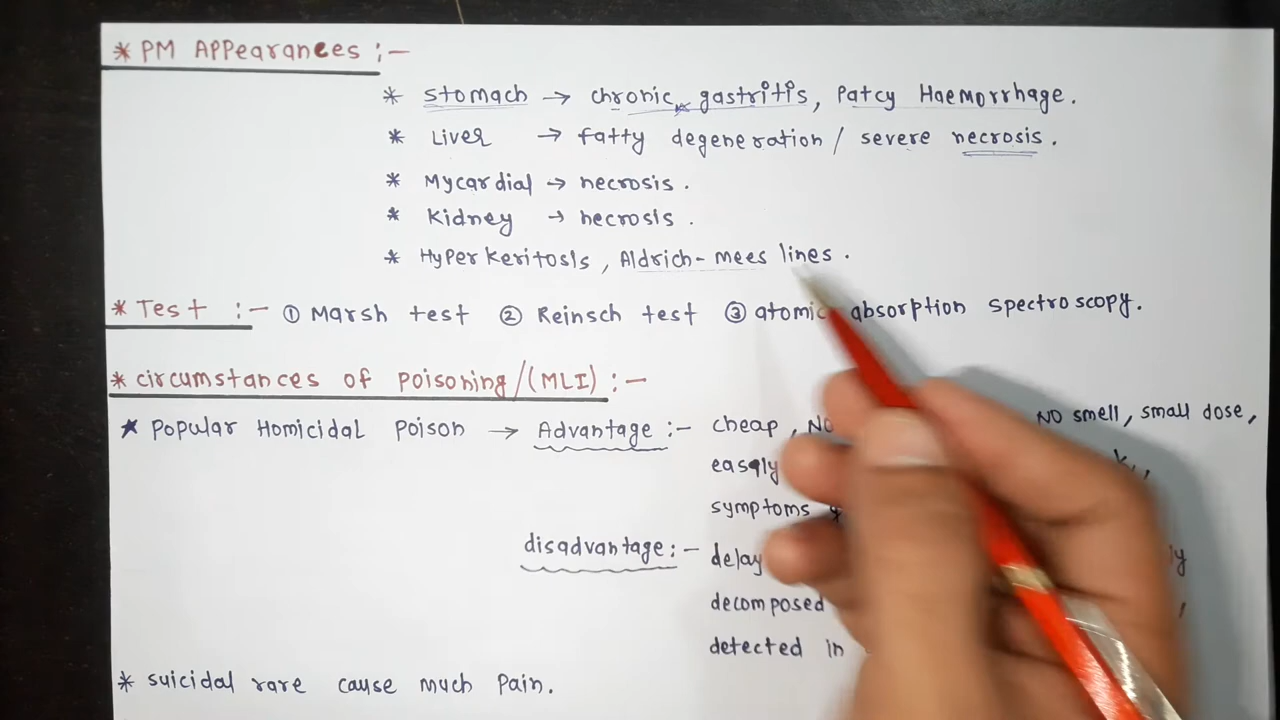 * PM Appearances :-
* stomach → chronic gastritis, Patcy Haemorrhage.
* Liver → fatty degeneration / severe necrosis.
* Mycardial → necrosis.
* Kidney → necrosis.
* Hyperkeritosis, Aldrich-mees lines.
* Test :- ① Marsh test ② Reinsch test ③ atomic absorption spectroscopy.
* circumstances of poisoning/(MLI) :-
* Popular Homicidal Poison → Advantage :- cheap, NO NO smell, small dose,
easily
symptoms
disadvantage :- delay
decomposed
detected in
* suicidal rare cause much Pain.